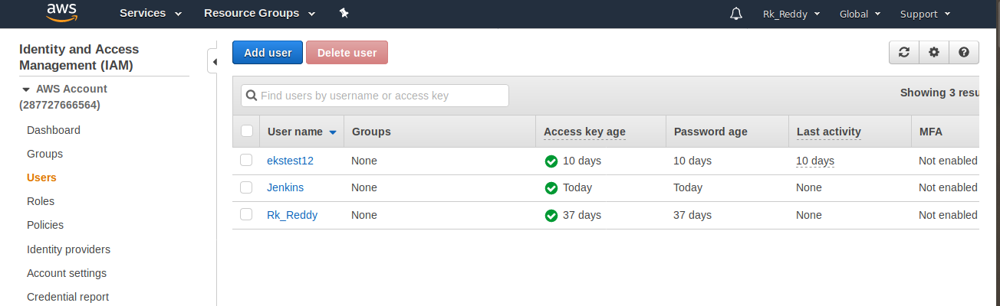 aws Services Resource Groups Rk_Reddy Global Support
Identity and Access
Management (IAM)
AWS Account
(287727666564)
Dashboard
Groups
Users
Roles
Policies
Identity providers
Account settings
Credential report
Add user Delete user
Find users by username or access key
Showing 3 resu
User name Groups Access key age Password age Last activity MFA
ekstest12 None 10 days 10 days 10 days Not enabled
Jenkins None Today Today None Not enabled
Rk_Reddy None 37 days 37 days None Not enabled